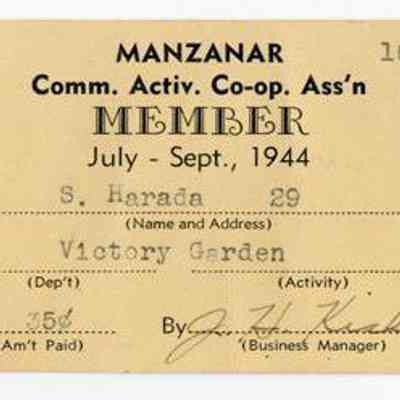 MANZANAR
Comm. Activ. Co-op. Ass'n
MEMBER
July - Sept., 1944
S. Harada 29
(Name and Address)
Victory Garden
(Dep't) (Activity)
35¢ By J. H.
Am't Paid) (Business Manager)